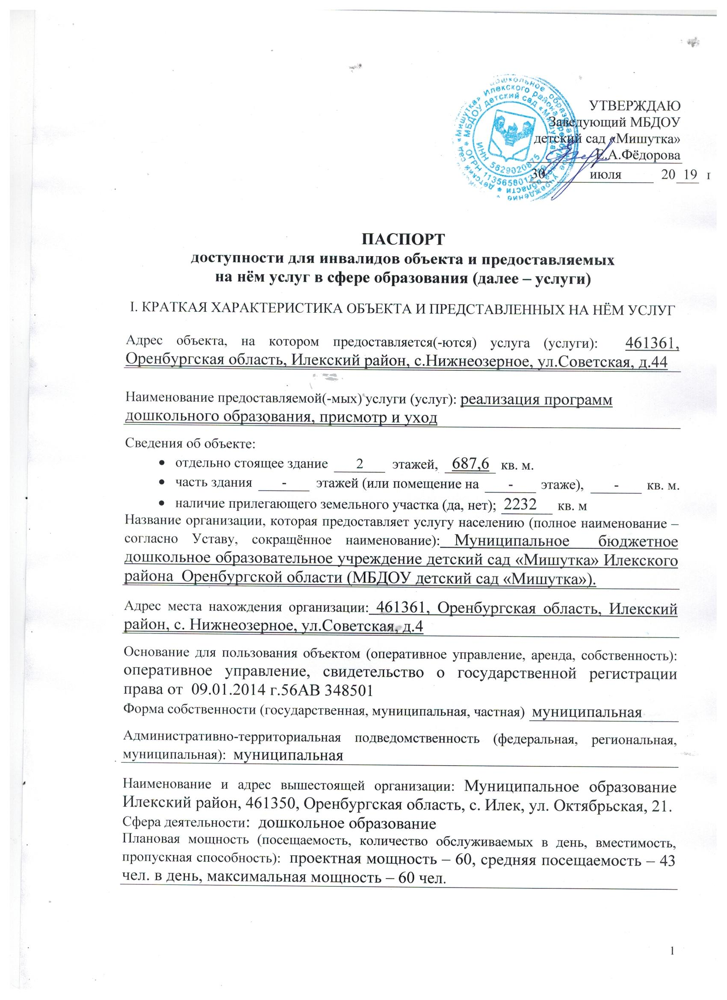 УТВЕРЖДАЮ
Заведующий МБДОУ
детский сад «Мишутка»
Е.А.Фёдорова
30 июля 20 19 г
МБДОУ детский сад «Мишутка»
ИНН 5629020875
ПАСПОРТ
доступности для инвалидов объекта и предоставляемых
на нём услуг в сфере образования (далее – услуги)
I. КРАТКАЯ ХАРАКТЕРИСТИКА ОБЪЕКТА И ПРЕДСТАВЛЕННЫХ НА НЁМ УСЛУГ
Адрес объекта, на котором предоставляется(-ются) услуга (услуги): 461361,
Оренбургская область, Илекский район, с.Нижнеозерное, ул.Советская, д.44
Наименование предоставляемой(-мых) услуги (услуг): реализация программ
дошкольного образования, присмотр и уход
Сведения об объекте:
• отдельно стоящее здание 2 этажей, 687,6 кв. м.
• часть здания - этажей (или помещение на - этаже), - кв. м.
• наличие прилегающего земельного участка (да, нет); 2232 кв. м
Название организации, которая предоставляет услугу населению (полное наименование –
согласно Уставу, сокращённое наименование): Муниципальное бюджетное
дошкольное образовательное учреждение детский сад «Мишутка» Илекского
района Оренбургской области (МБДОУ детский сад «Мишутка»).
Адрес места нахождения организации: 461361, Оренбургская область, Илекский
район, с. Нижнеозерное, ул.Советская, д.4
Основание для пользования объектом (оперативное управление, аренда, собственность):
оперативное управление, свидетельство о государственной регистрации
права от 09.01.2014 г.56АВ 348501
Форма собственности (государственная, муниципальная, частная) муниципальная
Административно-территориальная подведомственность (федеральная, региональная,
муниципальная): муниципальная
Наименование и адрес вышестоящей организации: Муниципальное образование
Илекский район, 461350, Оренбургская область, с. Илек, ул. Октябрьская, 21.
Сфера деятельности: дошкольное образование
Плановая мощность (посещаемость, количество обслуживаемых в день, вместимость,
пропускная способность): проектная мощность – 60, средняя посещаемость – 43
чел. в день, максимальная мощность – 60 чел.
1